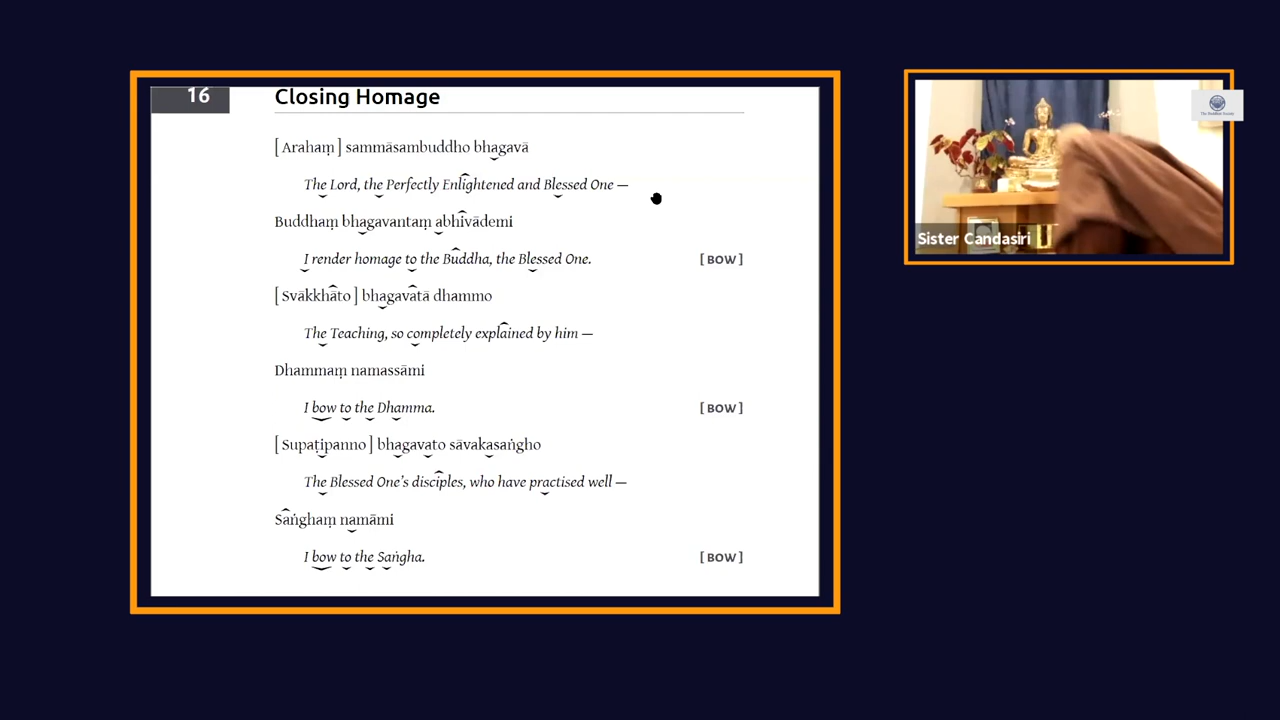 16
Closing Homage
[ Arahaṃ ] sammāsambuddho bhagavā
The Lord, the Perfectly Enlightened and Blessed One —
Buddhaṃ bhagavantaṃ abhivādemi
I render homage to the Buddha, the Blessed One.
[ BOW ]
[ Svākkhāto ] bhagavatā dhammo
The Teaching, so completely explained by him —
Dhammaṃ namassāmi
I bow to the Dhamma.
[ BOW ]
[ Supaṭipanno ] bhagavato sāvakasaṅgho
The Blessed One’s disciples, who have practised well —
Saṅghaṃ namāmi
I bow to the Saṅgha.
[ BOW ]
The Buddhist Society
Sister Candasiri